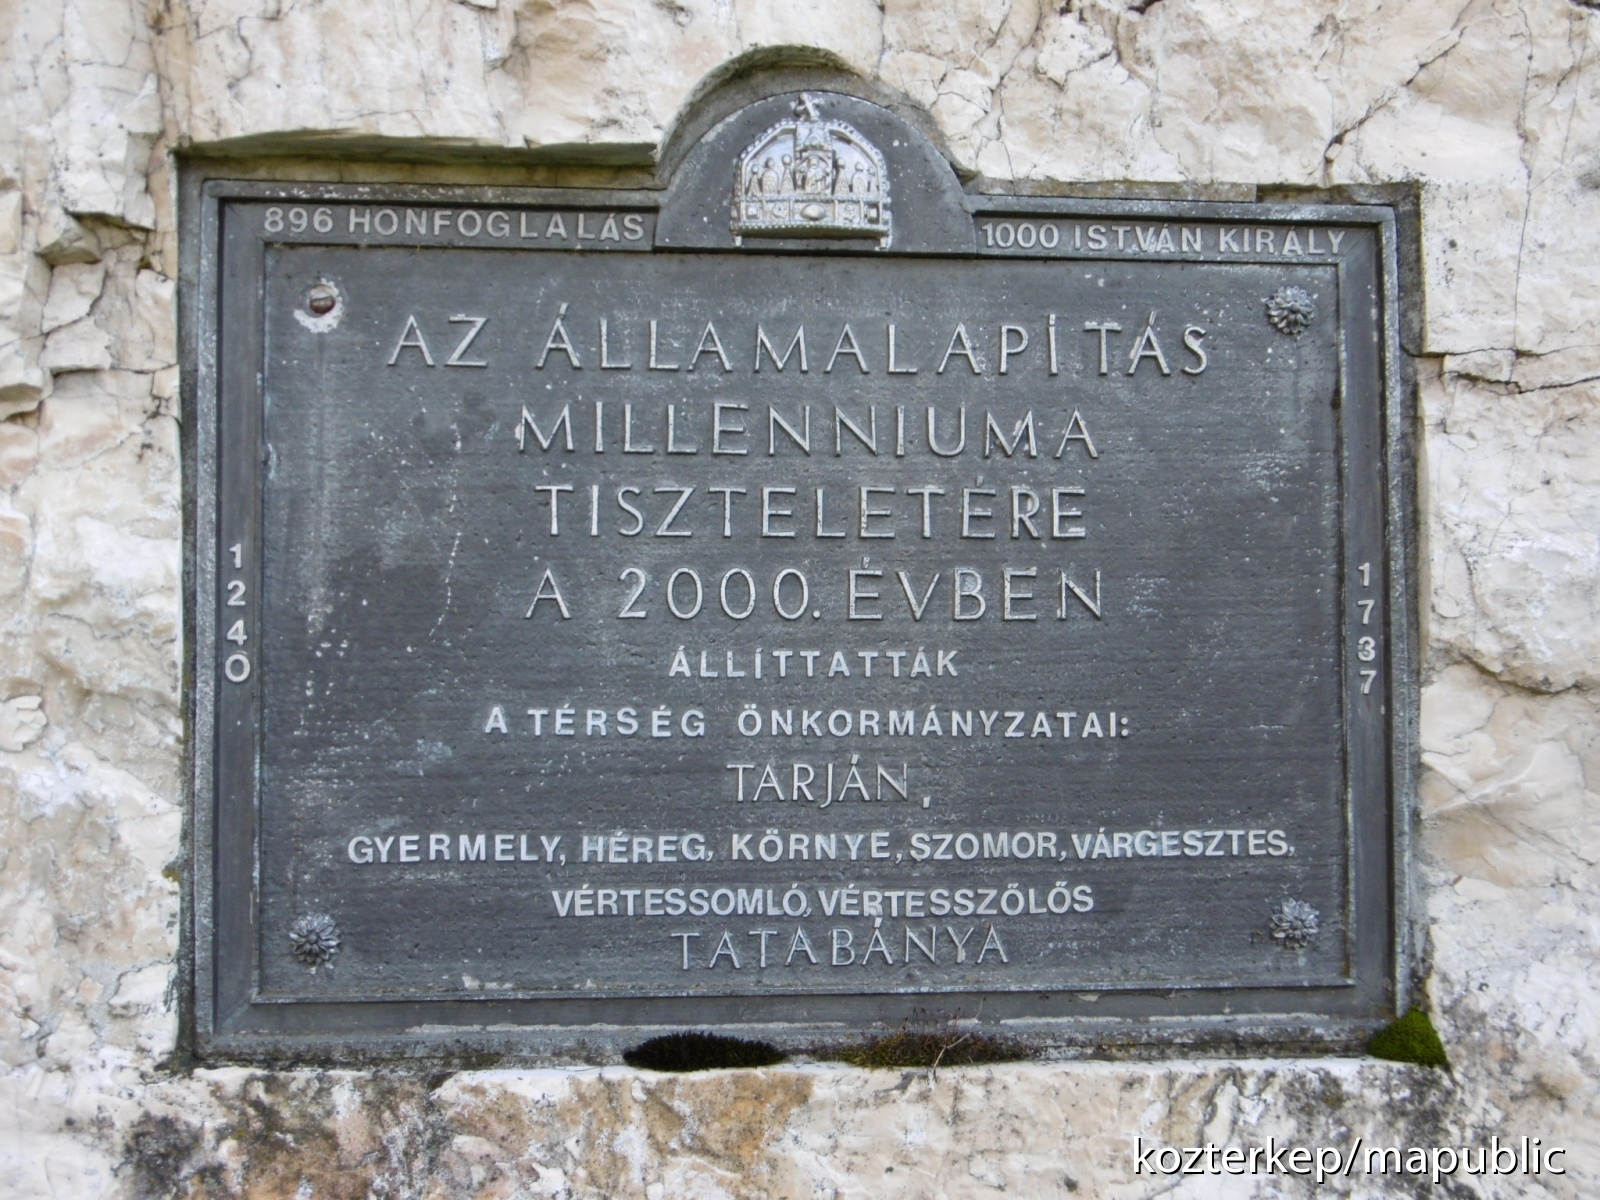 896 HONFOGLALÁS
1000 ISTVÁN KIRÁLY
AZ ÁLLAMALAPÍTÁS
MILLENNIUMA
TISZTELETÉRE
A 2000. ÉVBEN
ÁLLÍTTATTÁK
A TÉRSÉG ÖNKORMÁNYZATAI:
TARJÁN,
GYERMELY, HÉREG, KÖRNYE, SZOMOR, VÁRGESZTES,
VÉRTESSOMLÓ, VÉRTESSZŐLŐS
TATABÁNYA
1240
1737
kozterkep/mapublic